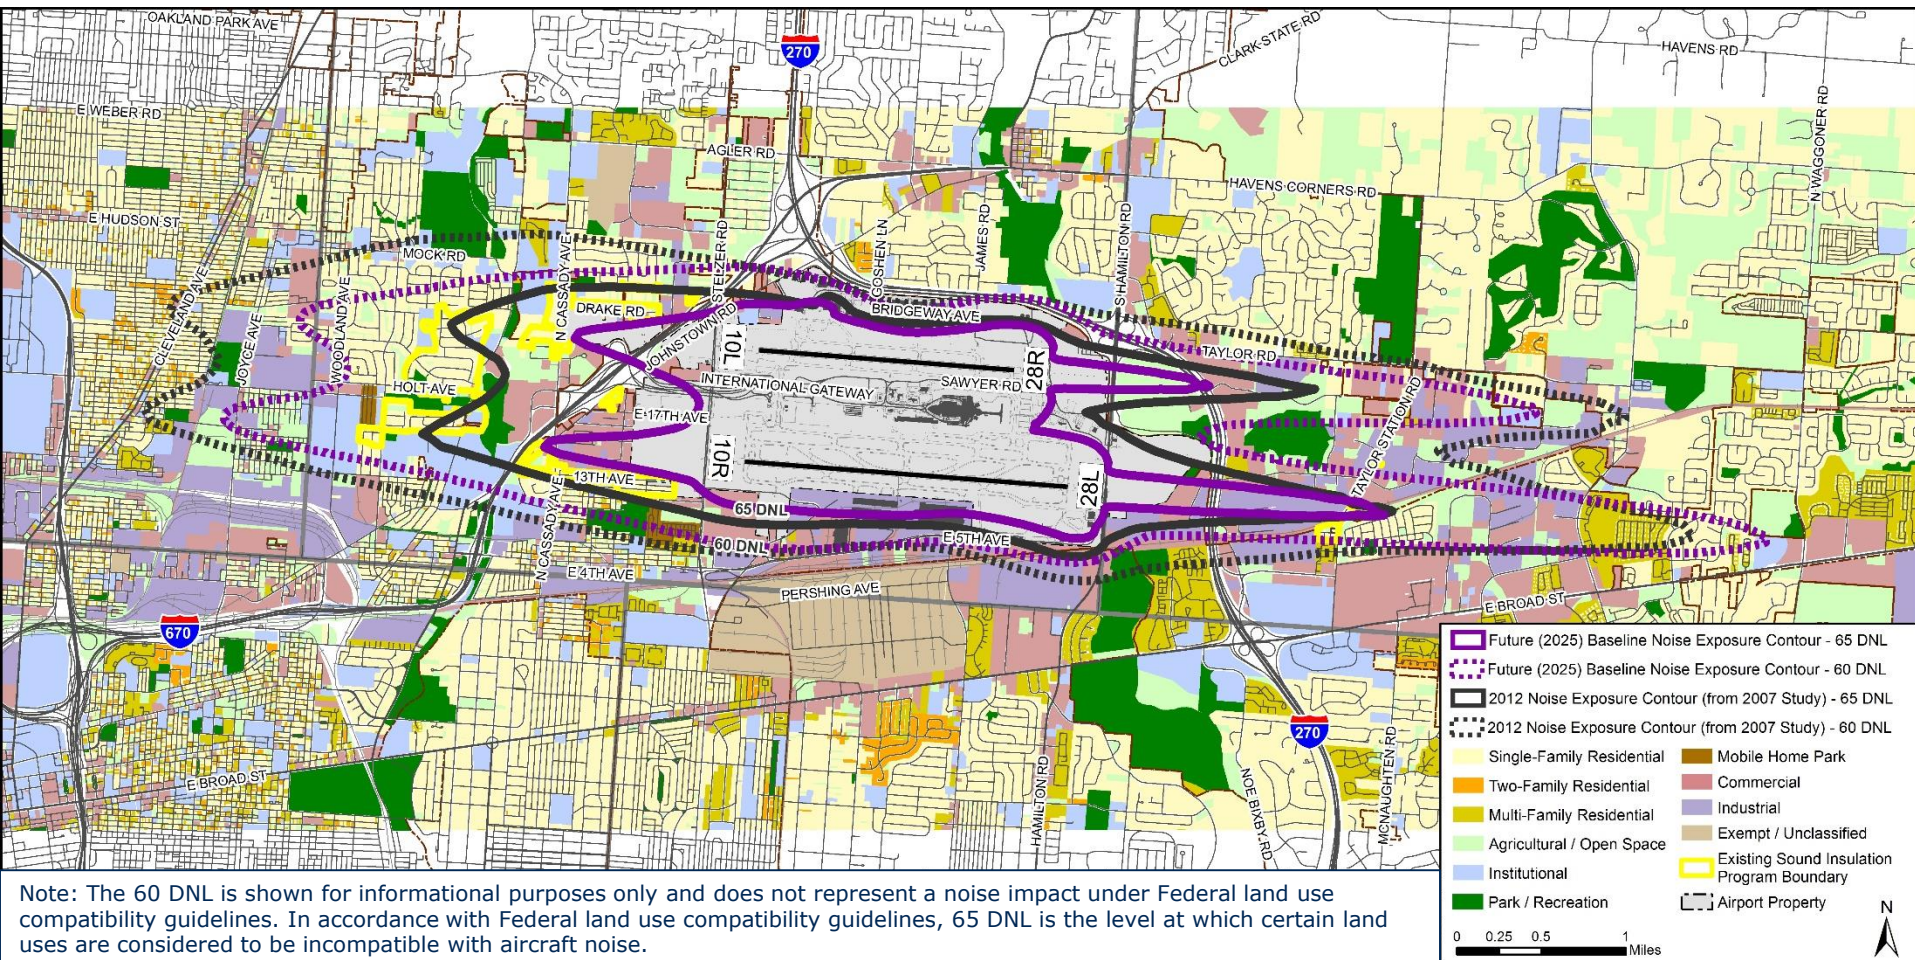 OAKLAND PARK AVE
270
CLARK STATE RD
HAVENS RD
E WEBER RD
N WAGGONER RD
AGLER RD
HAVENS CORNERS RD
E HUDSON ST
MOCK RD
N CASSADY AVE
STELZER RD
GOSHEN LN
JAMES RD
S HAMILTON RD
CLEVELAND AVE
JOYCE AVE
WOODLAND AVE
DRAKE RD
JOHNSTOWN RD
BRIDGEWAY AVE
10L
28R
TAYLOR RD
HOLT AVE
INTERNATIONAL GATEWAY
SAWYER RD
E 17TH AVE
TAYLOR STATION RD
10R
28L
13TH AVE
N CASSADY AVE
65 DNL
60 DNL
E 5TH AVE
E 4TH AVE
PERSHING AVE
E BROAD ST
670
270
E BROAD ST
HAMILTON RD
NOE BIXBY RD
MCNAUGHTEN RD
Future (2025) Baseline Noise Exposure Contour - 65 DNL
Future (2025) Baseline Noise Exposure Contour - 60 DNL
2012 Noise Exposure Contour (from 2007 Study) - 65 DNL
2012 Noise Exposure Contour (from 2007 Study) - 60 DNL
Single-Family Residential
Two-Family Residential
Multi-Family Residential
Agricultural / Open Space
Institutional
Park / Recreation
Mobile Home Park
Commercial
Industrial
Exempt / Unclassified
Existing Sound Insulation
Program Boundary
Airport Property
0 0.25 0.5 1
Miles
N
Note: The 60 DNL is shown for informational purposes only and does not represent a noise impact under Federal land use
compatibility guidelines. In accordance with Federal land use compatibility guidelines, 65 DNL is the level at which certain land
uses are considered to be incompatible with aircraft noise.